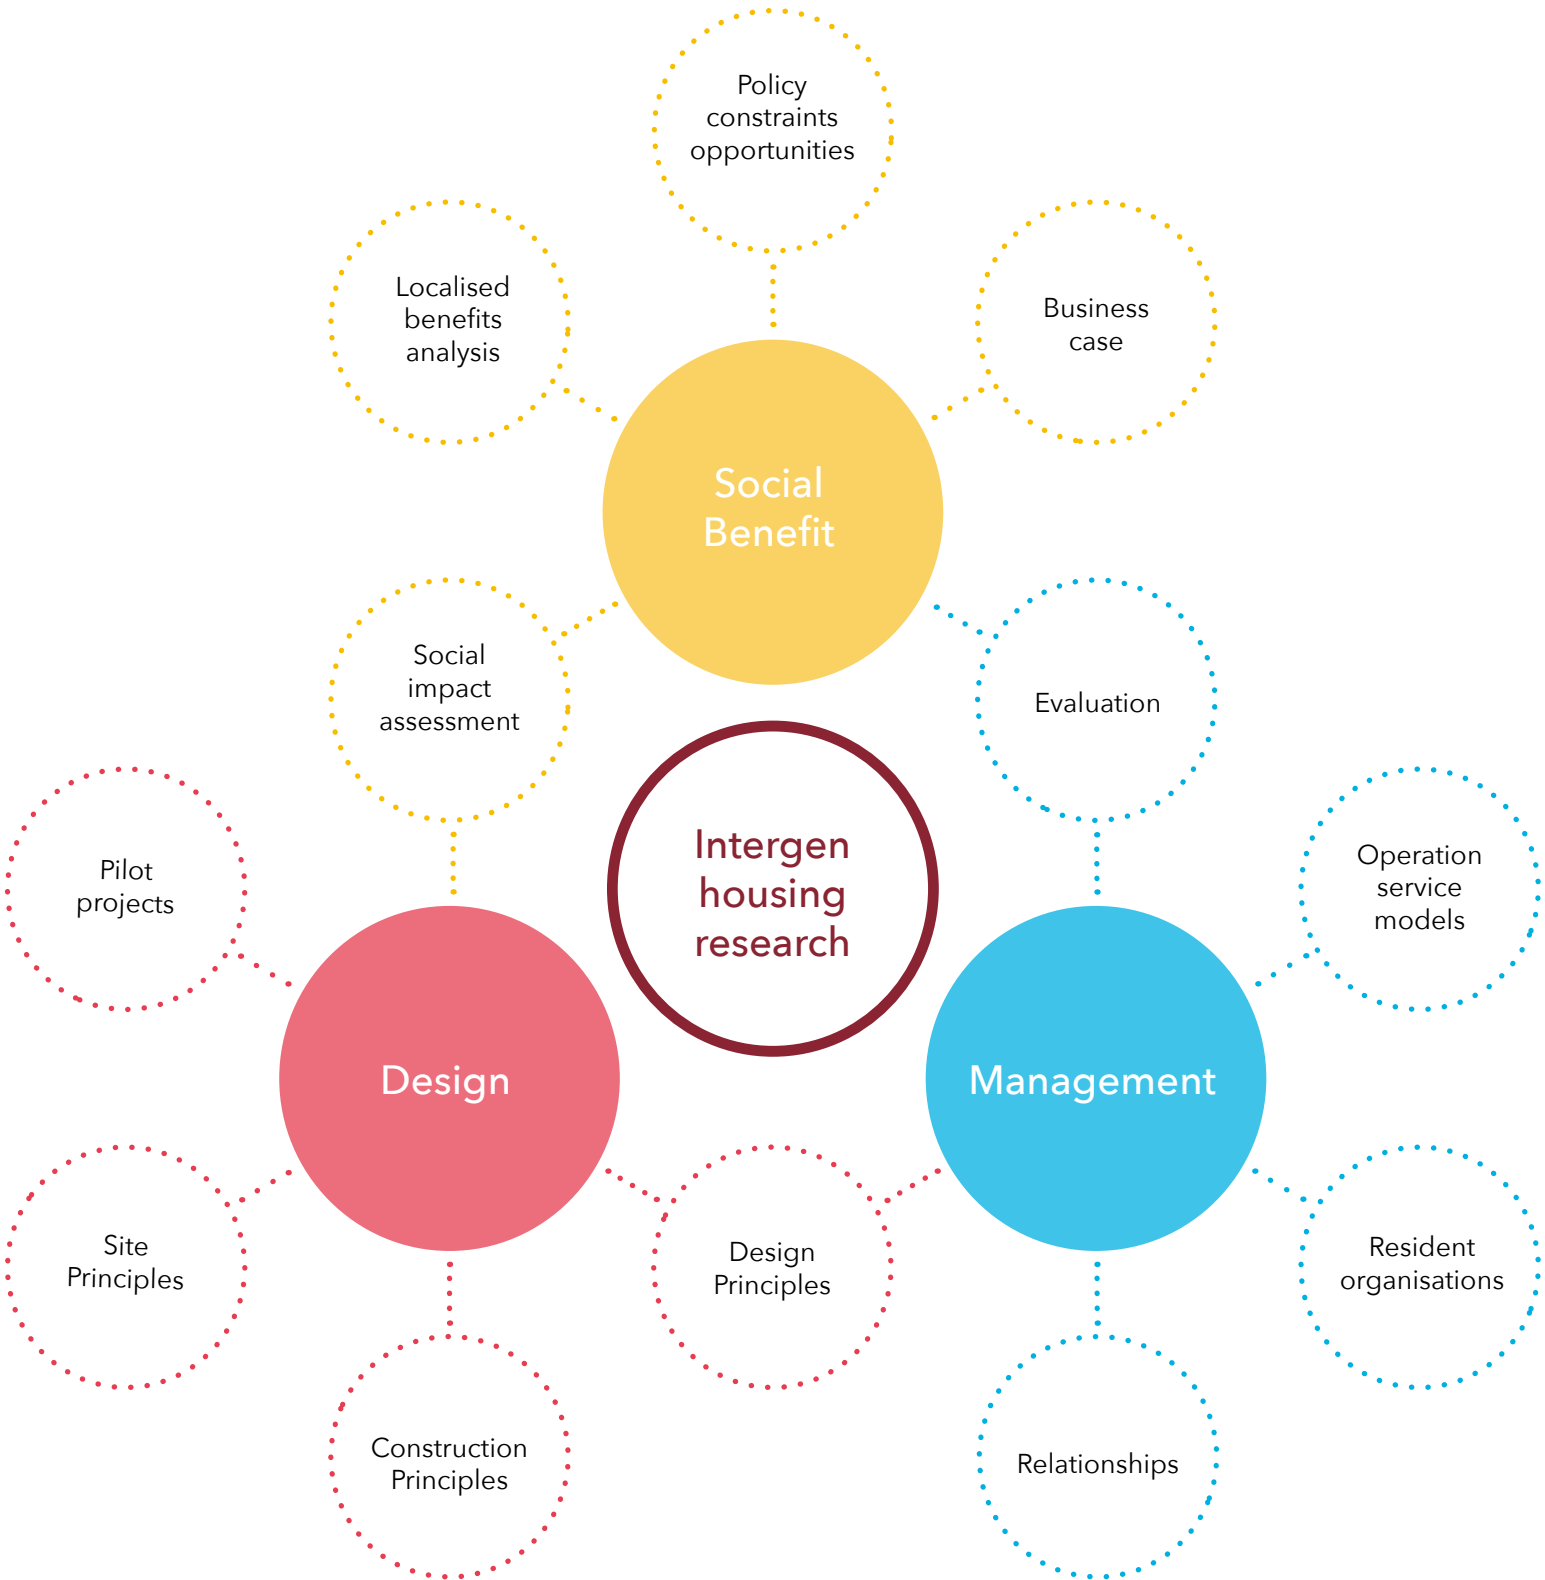 Policy
constraints
opportunities
Localised
benefits
analysis
Business
case
Social
Benefit
Social
impact
assessment
Evaluation
Pilot
projects
Intergen
housing
research
Operation
service
models
Design
Management
Site
Principles
Design
Principles
Resident
organisations
Construction
Principles
Relationships